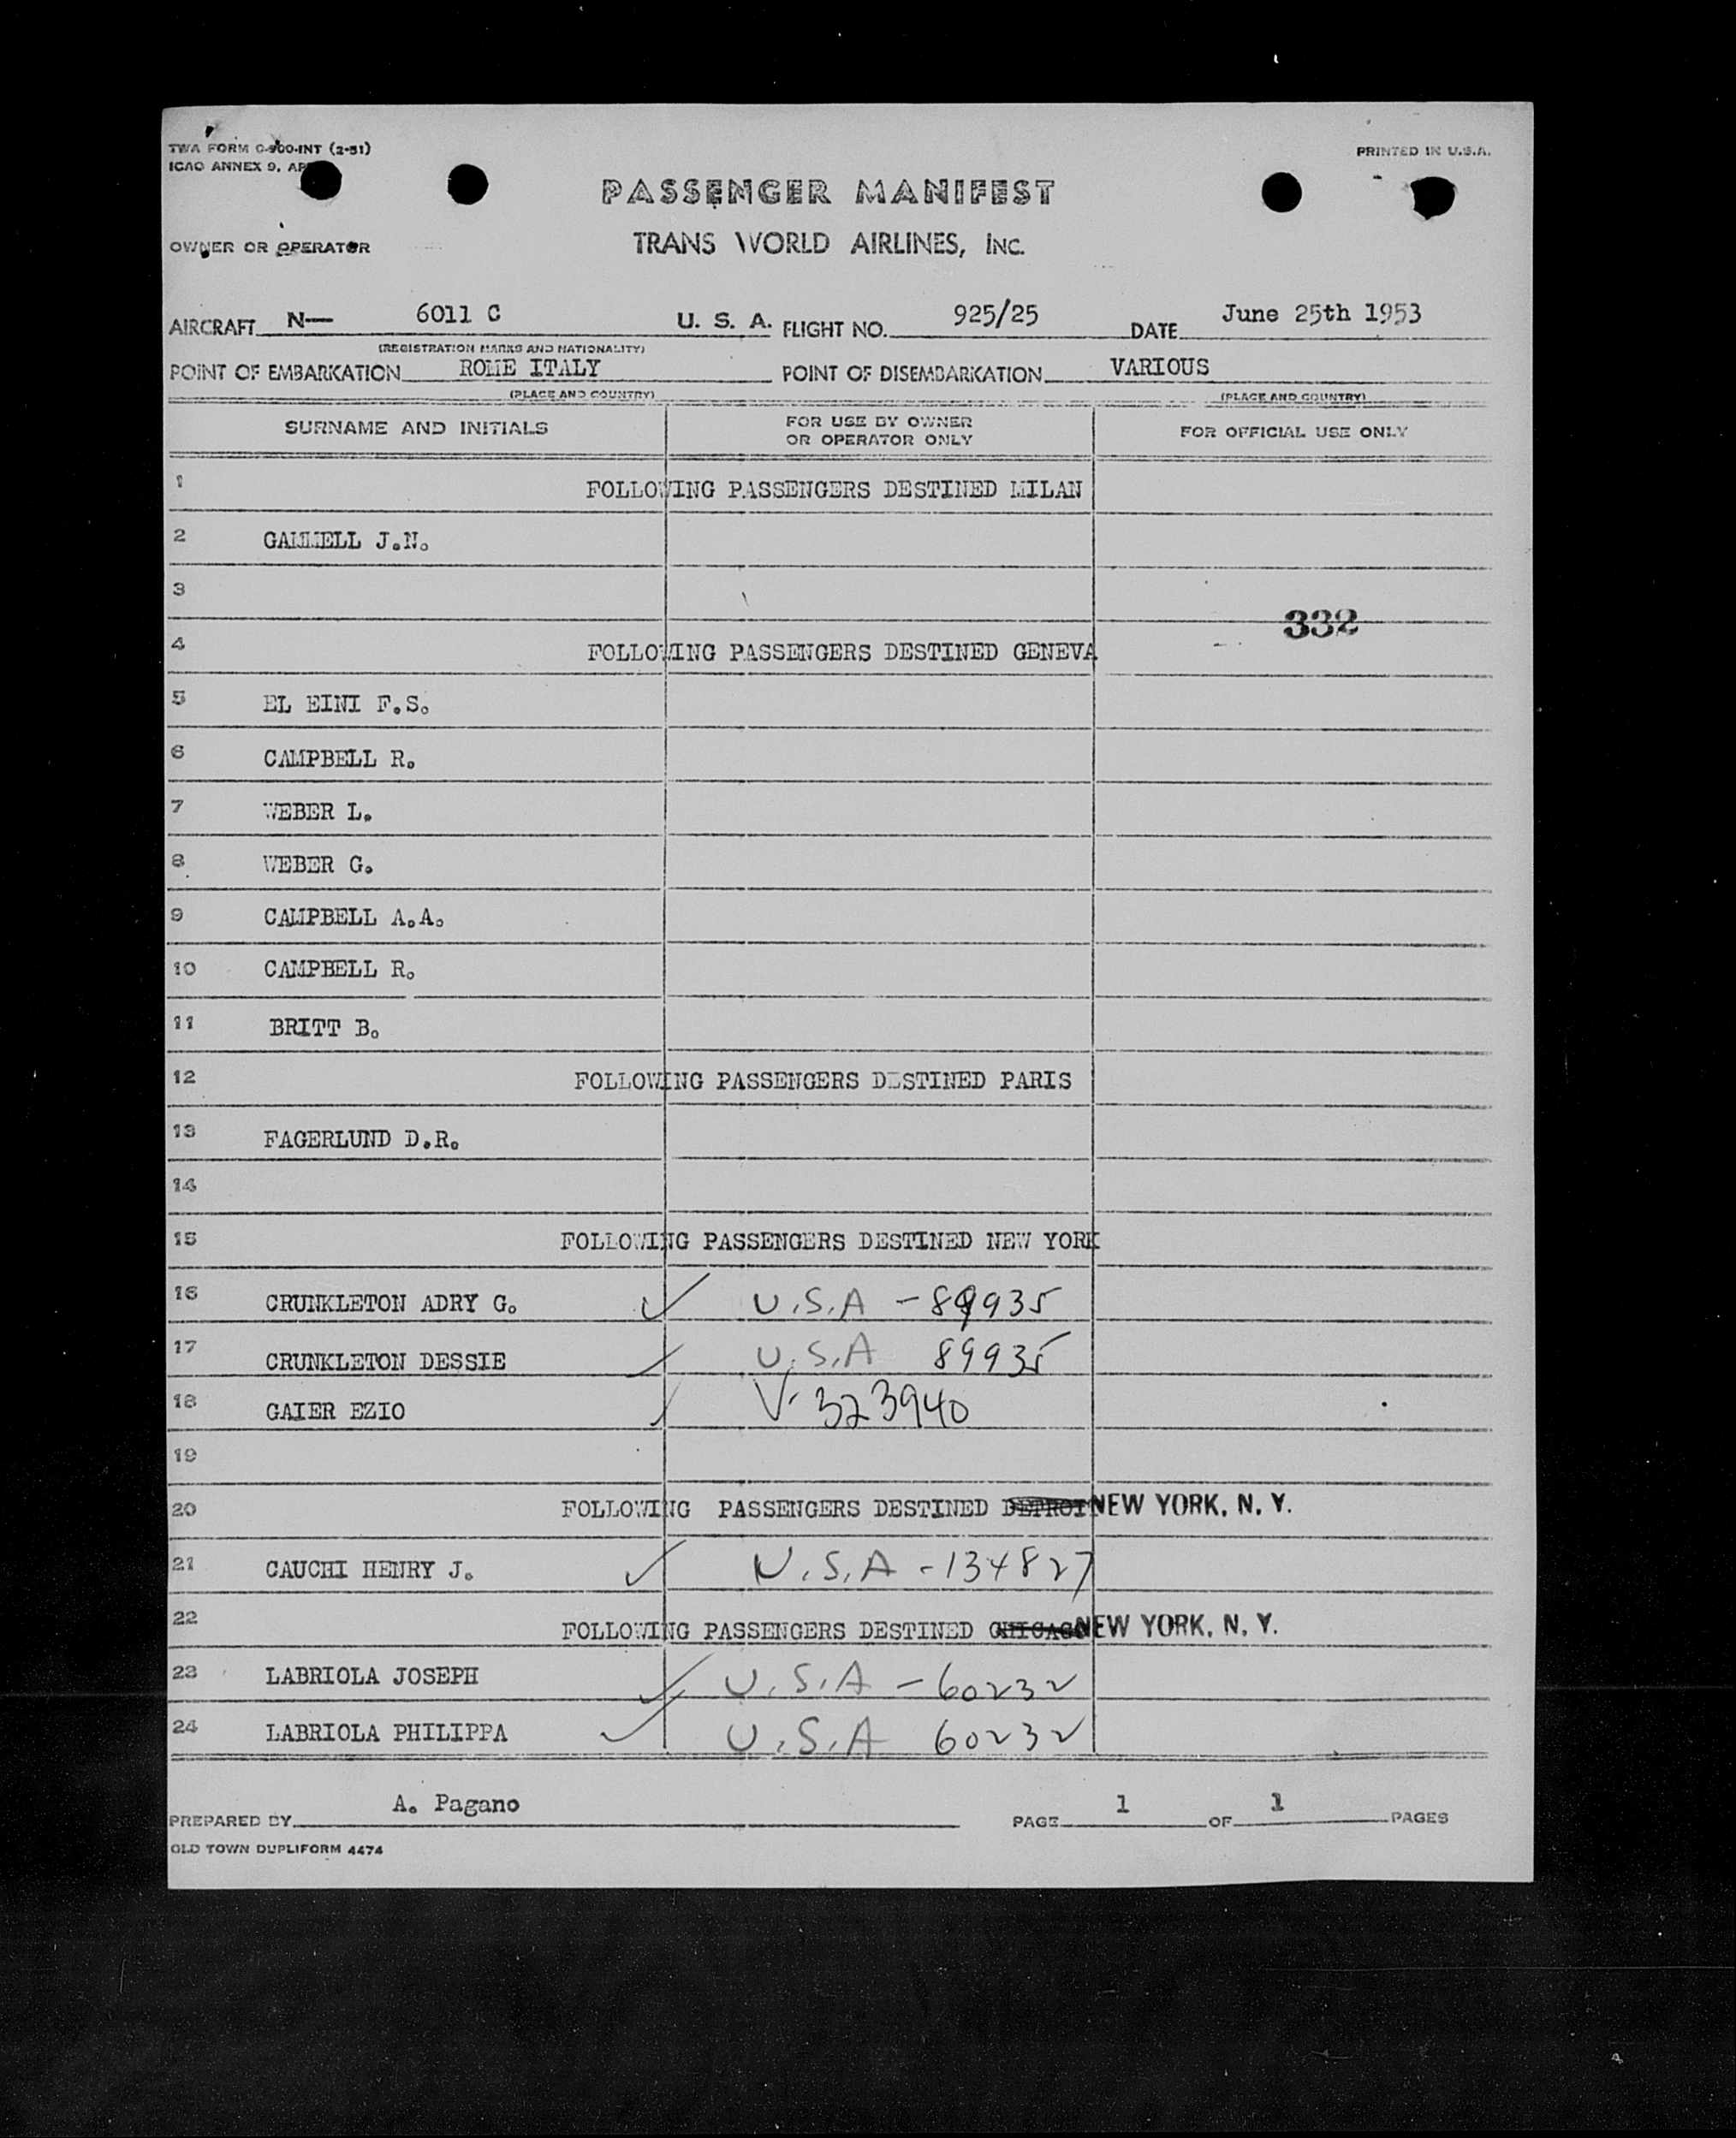 TWA FORM C-900-INT (2-51)
ICAO ANNEX 9, AP
PRINTED IN U.S.A.
PASSENGER MANIFEST
OWNER OR OPERATOR
TRANS WORLD AIRLINES, INC.
AIRCRAFT N— 6011 C U. S. A. FLIGHT NO. 925/25 DATE June 25th 1953
(REGISTRATION MARKS AND NATIONALITY)
POINT OF EMBARKATION ROME ITALY POINT OF DISEMBARKATION VARIOUS
(PLACE AND COUNTRY) (PLACE AND COUNTRY)
SURNAME AND INITIALS
FOR USE BY OWNER
OR OPERATOR ONLY
FOR OFFICIAL USE ONLY
1 FOLLOWING PASSENGERS DESTINED MILAN
2 GAMMELL J.N.
3
332
4 FOLLOWING PASSENGERS DESTINED GENEVA
5 EL EINI F.S.
6 CAMPBELL R.
7 WEBER L.
8 WEBER G.
9 CAMPBELL A.A.
10 CAMPBELL R.
11 BRITT B.
12 FOLLOWING PASSENGERS DESTINED PARIS
13 FAGERLUND D.R.
14
15 FOLLOWING PASSENGERS DESTINED NEW YORK
16 CRUNKLETON ADRY G. ✓ U.S.A - 89935
17 CRUNKLETON DESSIE ✓ U.S.A 89935
18 GAIER EZIO ✓ V- 323940
19
20 FOLLOWING PASSENGERS DESTINED DETROI NEW YORK, N. Y.
21 CAUCHI HENRY J. ✓ U.S.A - 134827
22 FOLLOWING PASSENGERS DESTINED CHICAGO NEW YORK, N. Y.
23 LABRIOLA JOSEPH ✓ U.S.A - 60232
24 LABRIOLA PHILIPPA ✓ U.S.A 60232
PREPARED BY A. Pagano PAGE 1 OF 1 PAGES
OLD TOWN DUPLIFORM 4474